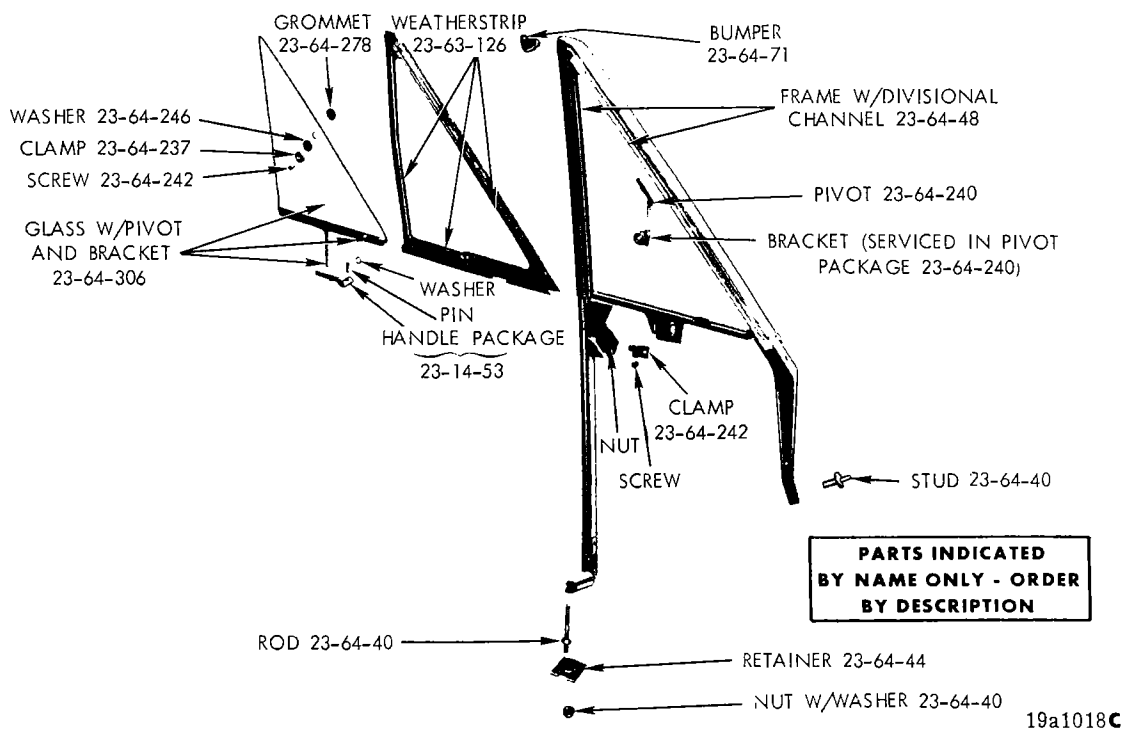 GROMMET
23-64-278
WEATHERSTRIP
23-63-126
BUMPER
23-64-71
FRAME W/DIVISIONAL
CHANNEL 23-64-48
WASHER 23-64-246
CLAMP 23-64-237
SCREW 23-64-242
PIVOT 23-64-240
GLASS W/PIVOT
AND BRACKET
23-64-306
BRACKET (SERVICED IN PIVOT
PACKAGE 23-64-240)
WASHER
PIN
HANDLE PACKAGE
23-14-53
CLAMP
23-64-242
NUT
SCREW
STUD 23-64-40
PARTS INDICATED
BY NAME ONLY - ORDER
BY DESCRIPTION
ROD 23-64-40
RETAINER 23-64-44
NUT W/WASHER 23-64-40
19a1018C